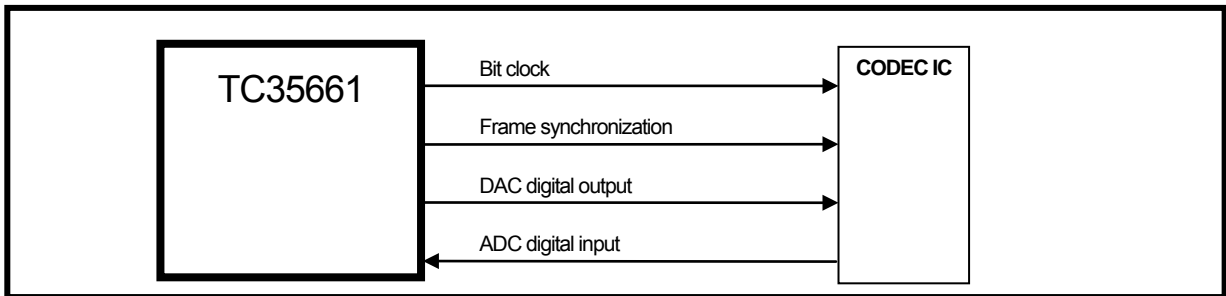 TC35661
Bit clock
CODEC IC
Frame synchronization
DAC digital output
ADC digital input